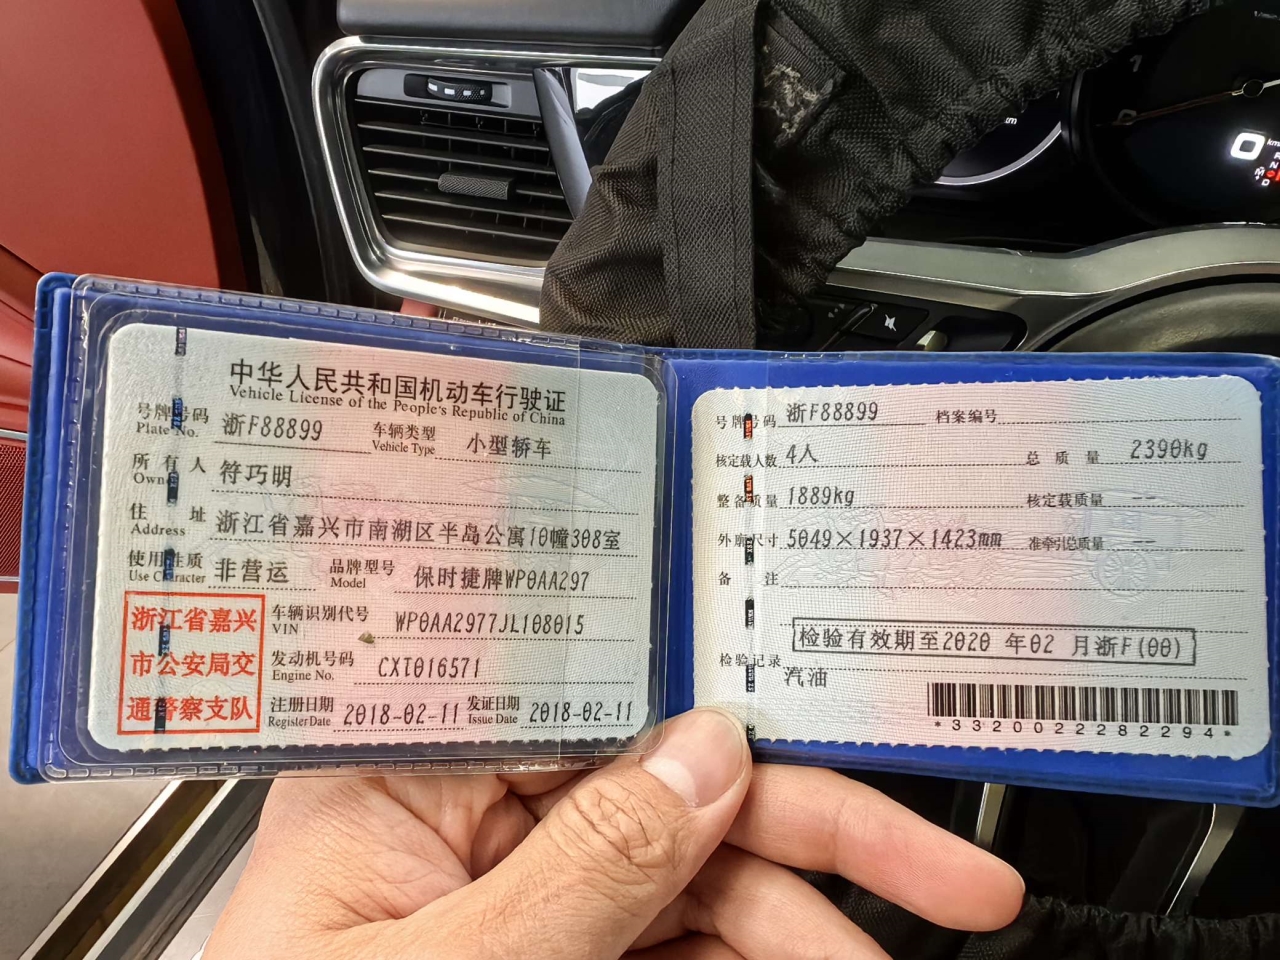 中华人民共和国机动车行驶证
Vehicle License of the People's Republic of China
号牌号码 浙F88899 车辆类型 小型轿车
Plate No. Vehicle Type
所有人 符巧明
Owner
住址 浙江省嘉兴市南湖区半岛公寓10幢308室
Address
使用性质 非营运 品牌型号 保时捷牌WP0AA297
Use Character Model
浙江省嘉兴
市公安局交
通警察支队
车辆识别代号 WP0AA2977JL108015
VIN
发动机号码 CXT016571
Engine No.
注册日期 2018-02-11 发证日期 2018-02-11
Register Date Issue Date
号牌号码 浙F88899 档案编号
核定载人数 4人 总质量 2390kg
整备质量 1889kg 核定载质量 --
外廓尺寸 5049×1937×1423mm 准牵引总质量 --
备注
检验有效期至2020 年02 月浙F(00)
检验记录
汽油
*3320022282294*
0
1
0
km
N
D